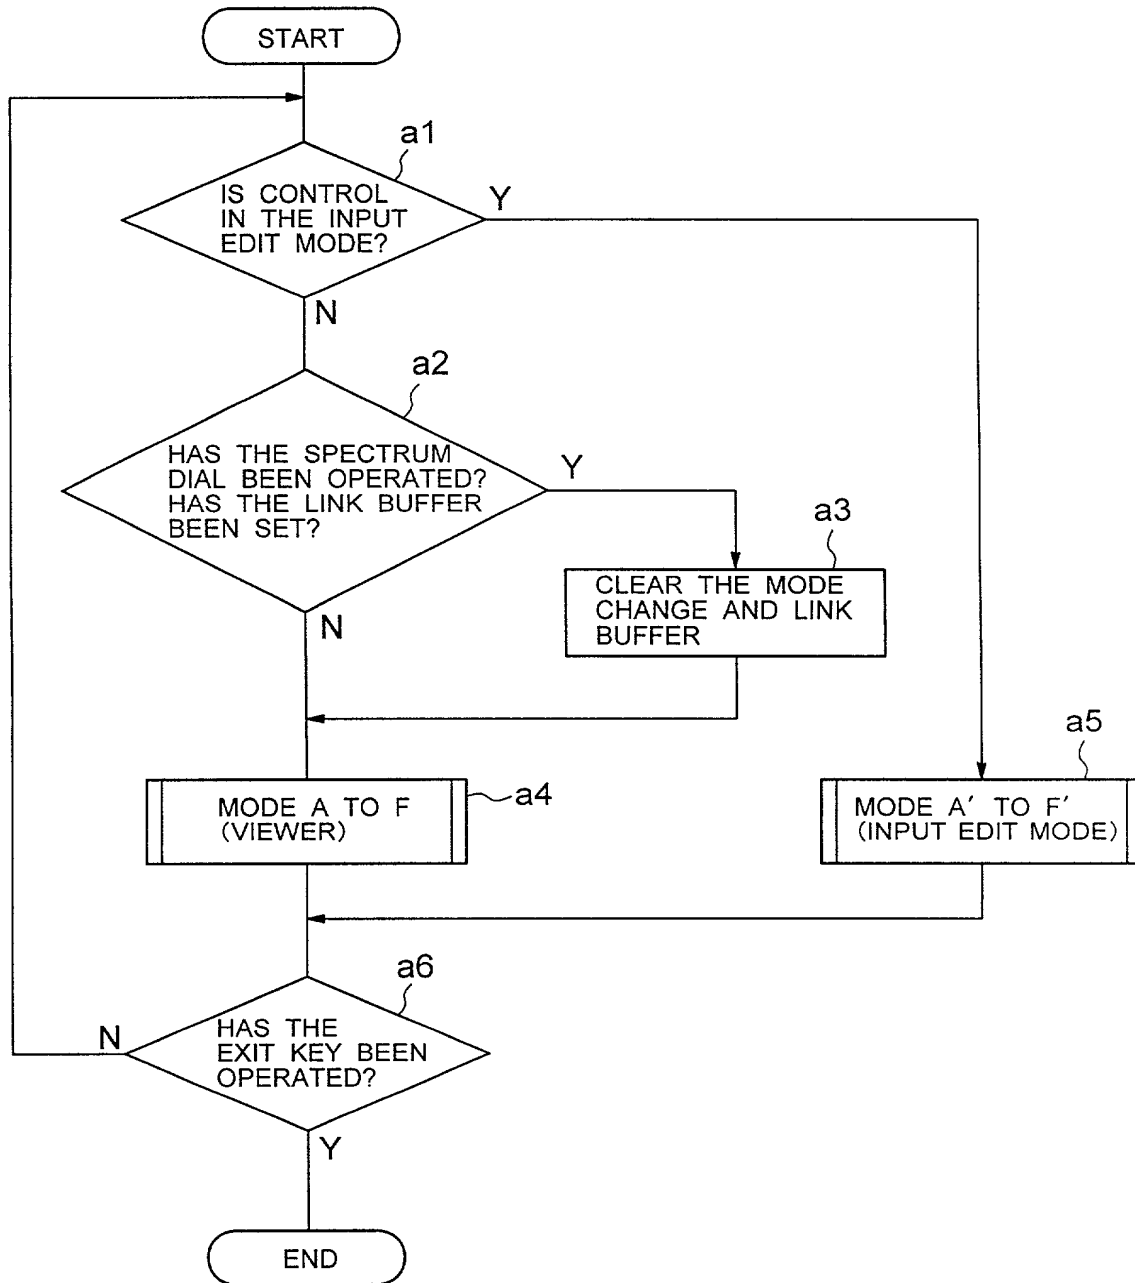 START
a1
IS CONTROL
IN THE INPUT
EDIT MODE?
Y
N
a2
HAS THE SPECTRUM
DIAL BEEN OPERATED?
HAS THE LINK BUFFER
BEEN SET?
Y
N
a3
CLEAR THE MODE
CHANGE AND LINK
BUFFER
MODE A TO F
(VIEWER)
a4
a5
MODE A′ TO F′
(INPUT EDIT MODE)
a6
HAS THE
EXIT KEY BEEN
OPERATED?
N
Y
END